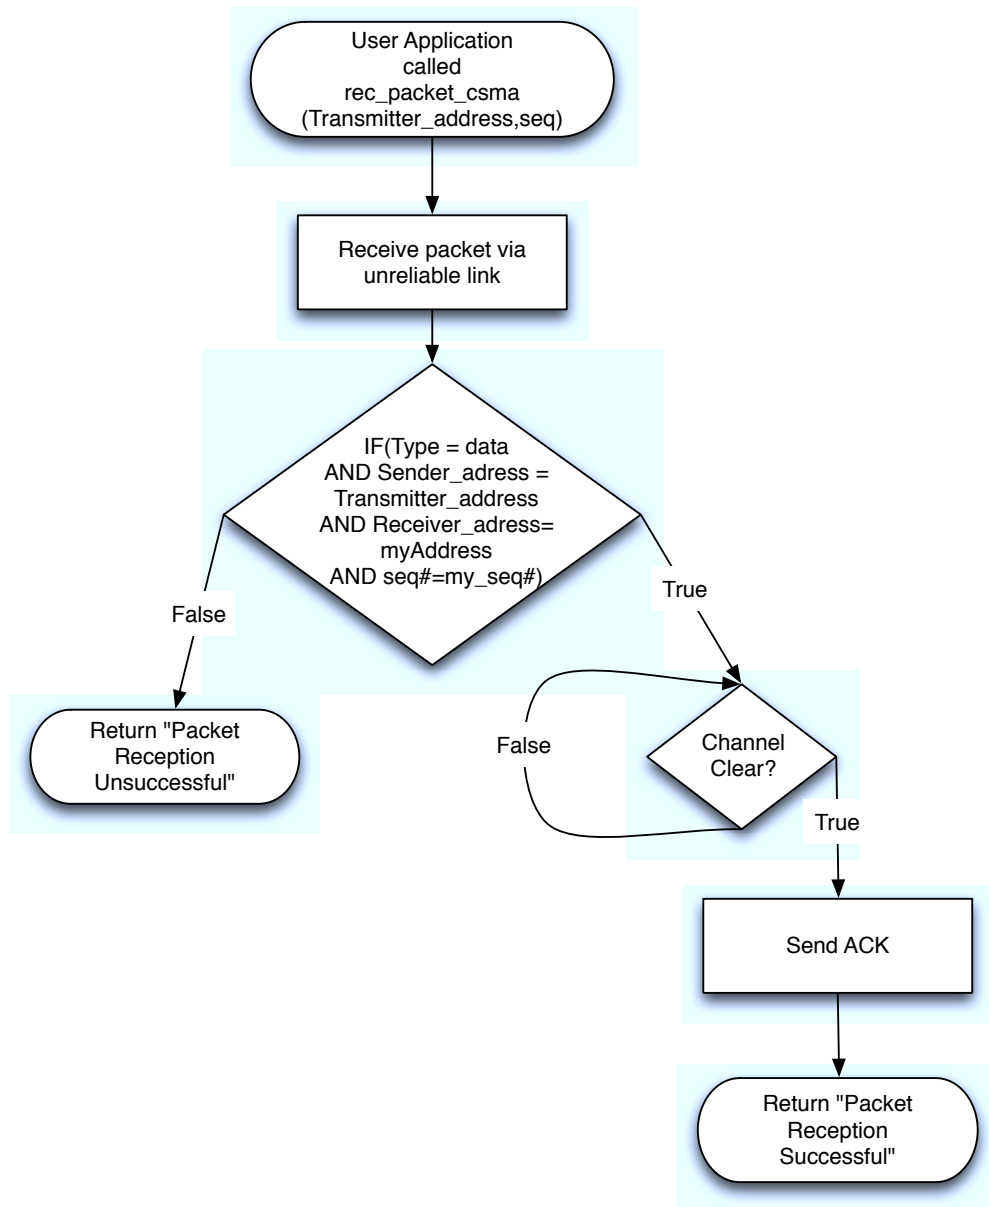 User Application
called
rec_packet_csma
(Transmitter_address,seq)
Receive packet via
unreliable link
IF(Type = data
AND Sender_adress =
Transmitter_address
AND Receiver_adress=
myAddress
AND seq#=my_seq#)
False
True
Return "Packet
Reception
Unsuccessful"
Channel
Clear?
False
True
Send ACK
Return "Packet
Reception
Successful"